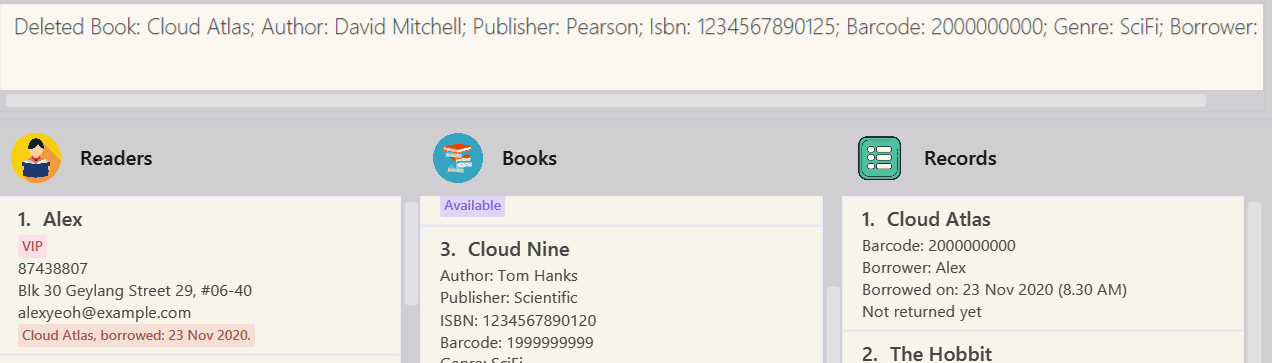 Deleted Book: Cloud Atlas; Author: David Mitchell; Publisher: Pearson; Isbn: 1234567890125; Barcode: 2000000000; Genre: SciFi; Borrower:
Readers
Books
Records
1. Alex
VIP
87438807
Blk 30 Geylang Street 29, #06-40
alexyeoh@example.com
Cloud Atlas, borrowed: 23 Nov 2020.
Available
3. Cloud Nine
Author: Tom Hanks
Publisher: Scientific
ISBN: 1234567890120
Barcode: 1999999999
Genre: SciFi
1. Cloud Atlas
Barcode: 2000000000
Borrower: Alex
Borrowed on: 23 Nov 2020 (8.30 AM)
Not returned yet
2. The Hobbit